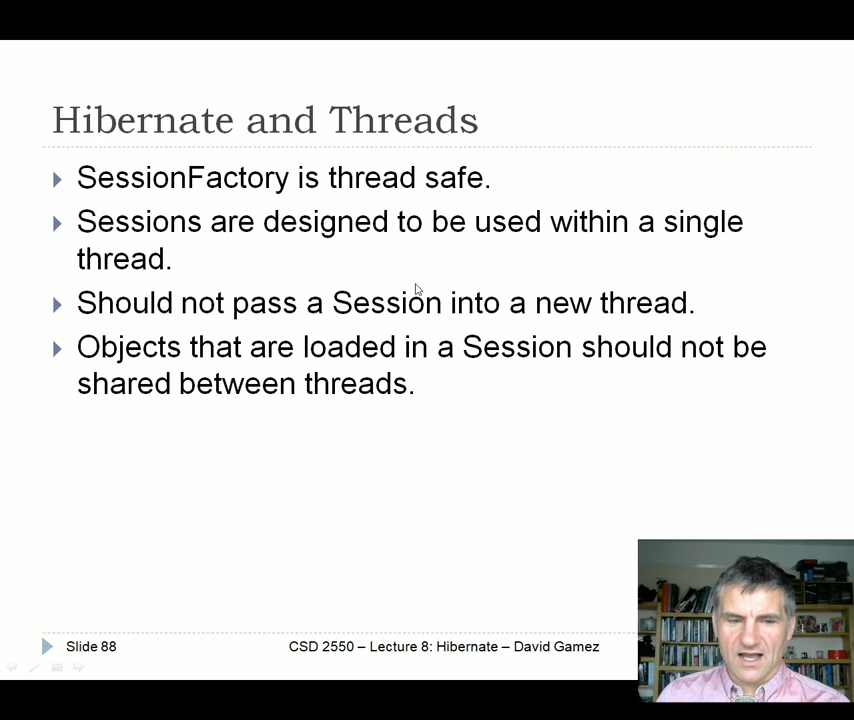 Hibernate and Threads
SessionFactory is thread safe.
Sessions are designed to be used within a single
thread.
Should not pass a Session into a new thread.
Objects that are loaded in a Session should not be
shared between threads.
Slide 88
CSD 2550 – Lecture 8: Hibernate – David Gamez